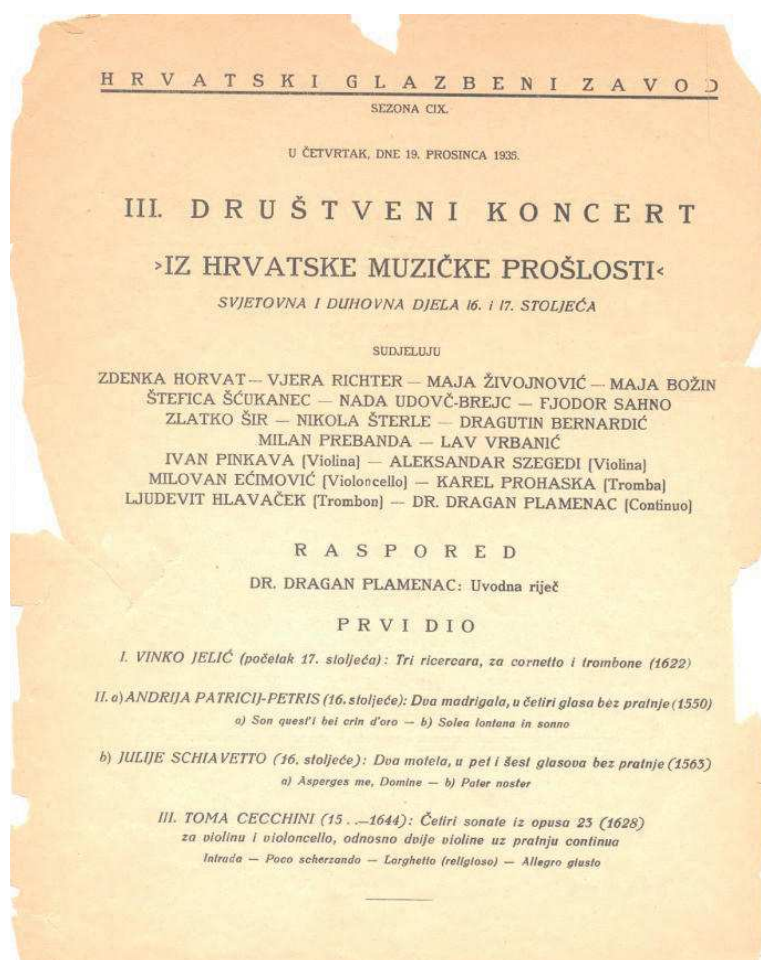 HRVATSKI GLAZBENI ZAVOD
SEZONA CIX.
U ČETVRTAK, DNE 19. PROSINCA 1935.
III. DRUŠTVENI KONCERT
›IZ HRVATSKE MUZIČKE PROŠLOSTI‹
SVJETOVNA I DUHOVNA DJELA 16. i 17. STOLJEĆA
SUDJELUJU
ZDENKA HORVAT — VJERA RICHTER — MAJA ŽIVOJNOVIĆ — MAJA BOŽIN
ŠTEFICA ŠĆUKANEC — NADA UDOVČ-BREJC — FJODOR SAHNO
ZLATKO ŠIR — NIKOLA ŠTERLE — DRAGUTIN BERNARDIĆ
MILAN PREBANDA — LAV VRBANIĆ
IVAN PINKAVA [Violina] — ALEKSANDAR SZEGEDI [Violina]
MILOVAN EĆIMOVIĆ [Violoncello] — KAREL PROHASKA [Tromba]
LJUDEVIT HLAVAČEK [Trombon] — DR. DRAGAN PLAMENAC [Continuo]
RASPORED
DR. DRAGAN PLAMENAC: Uvodna riječ
PRVI DIO
I. VINKO JELIĆ (početak 17. stoljeća): Tri ricercara, za cornetto i trombone (1622)
II. a) ANDRIJA PATRICIJ-PETRIS (16. stoljeće): Dva madrigala, u četiri glasa bez pratnje (1550)
a) Son quest'i bei crin d'oro — b) Solea lontana in sonno
b) JULIJE SCHIAVETTO (16. stoljeće): Dva moteta, u pet i šest glasova bez pratnje (1563)
a) Asperges me, Domine — b) Pater noster
III. TOMA CECCHINI (15 . .—1644): Četiri sonate iz opusa 23 (1628)
za violinu i violoncello, odnosno dvije violine uz pratnju continua
Intrada — Poco scherzando — Larghetto (religioso) — Allegro giusto